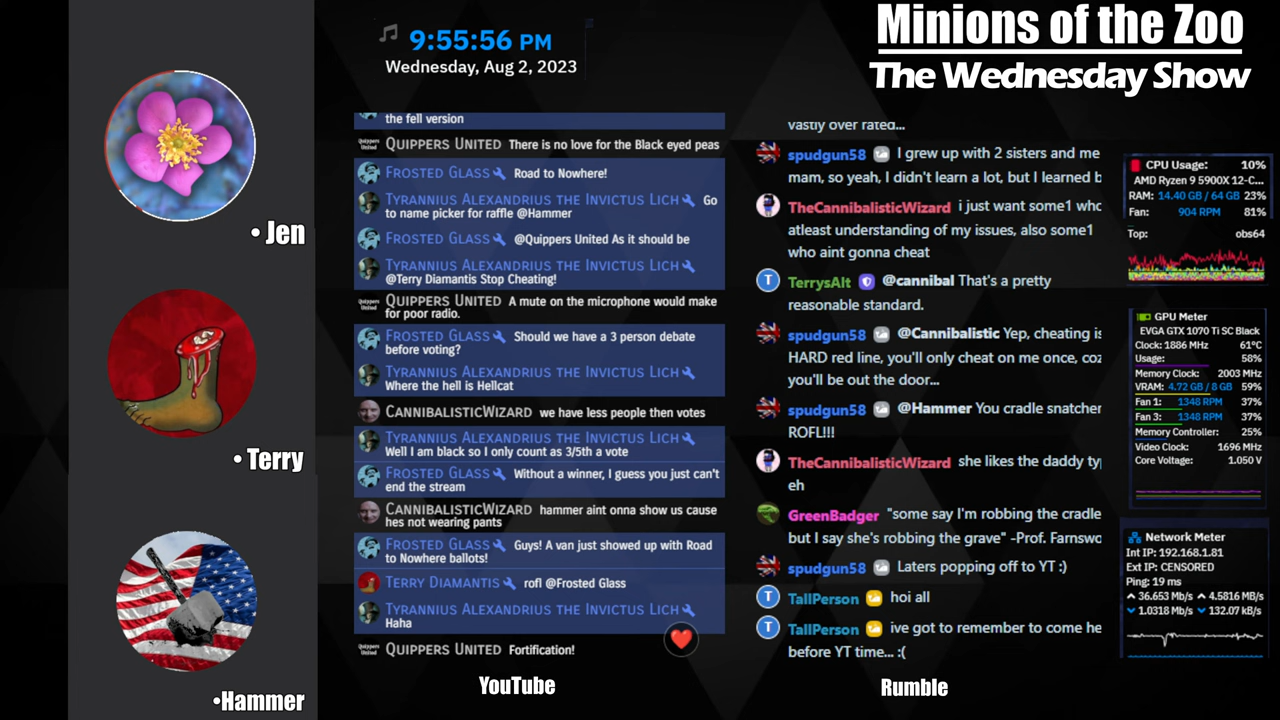 9:55:56 PM
Wednesday, Aug 2, 2023
Minions of the Zoo
The Wednesday Show
• Jen
• Terry
•Hammer
the fell version
Quippers United There is no love for the Black eyed peas
Frosted Glass Road to Nowhere!
Tyrannius Alexandrius the Invictus Lich Go
to name picker for raffle @Hammer
Frosted Glass @Quippers United As it should be
Tyrannius Alexandrius the Invictus Lich
@Terry Diamantis Stop Cheating!
Quippers United A mute on the microphone would make
for poor radio.
Frosted Glass Should we have a 3 person debate
before voting?
Tyrannius Alexandrius the Invictus Lich
Where the hell is Hellcat
CannibalisticWizard we have less people then votes
Tyrannius Alexandrius the Invictus Lich
Well I am black so I only count as 3/5th a vote
Frosted Glass Without a winner, I guess you just can't
end the stream
CannibalisticWizard hammer aint onna show us cause
hes not wearing pants
Frosted Glass Guys! A van just showed up with Road
to Nowhere ballots!
Terry Diamantis rofl @Frosted Glass
Tyrannius Alexandrius the Invictus Lich
Haha
Quippers United Fortification!
YouTube
vastly over rated...
spudgun58 I grew up with 2 sisters and me
mam, so yeah, I didn't learn a lot, but I learned b
TheCannibalisticWizard i just want some1 who
atleast understanding of my issues, also some1
who aint gonna cheat
TerrysAlt @cannibal That's a pretty
reasonable standard.
spudgun58 @Cannibalistic Yep, cheating is
HARD red line, you'll only cheat on me once, coz
you'll be out the door...
spudgun58 @Hammer You cradle snatcher
ROFL!!!
TheCannibalisticWizard she likes the daddy typ
eh
GreenBadger "some say I'm robbing the cradle
but I say she's robbing the grave" -Prof. Farnswo
spudgun58 Laters popping off to YT :)
TallPerson hoi all
TallPerson ive got to remember to come he
before YT time... :(
Rumble
CPU Usage: 10%
AMD Ryzen 9 5900X 12-C...
RAM: 14.40 GB / 64 GB 23%
Fan: 904 RPM 81%
Top: obs64
GPU Meter
EVGA GTX 1070 Ti SC Black
Clock: 1886 MHz 61°C
Usage: 58%
Memory Clock: 2003 MHz
VRAM: 4.72 GB / 8 GB 59%
Fan 1: 1348 RPM 37%
Fan 3: 1348 RPM 37%
Memory Controller: 25%
Video Clock: 1696 MHz
Core Voltage: 1.050 V
Network Meter
Int IP: 192.168.1.81
Ext IP: CENSORED
Ping: 19 ms
36.653 Mb/s 4.5816 MB/s
1.0318 Mb/s 132.07 kB/s